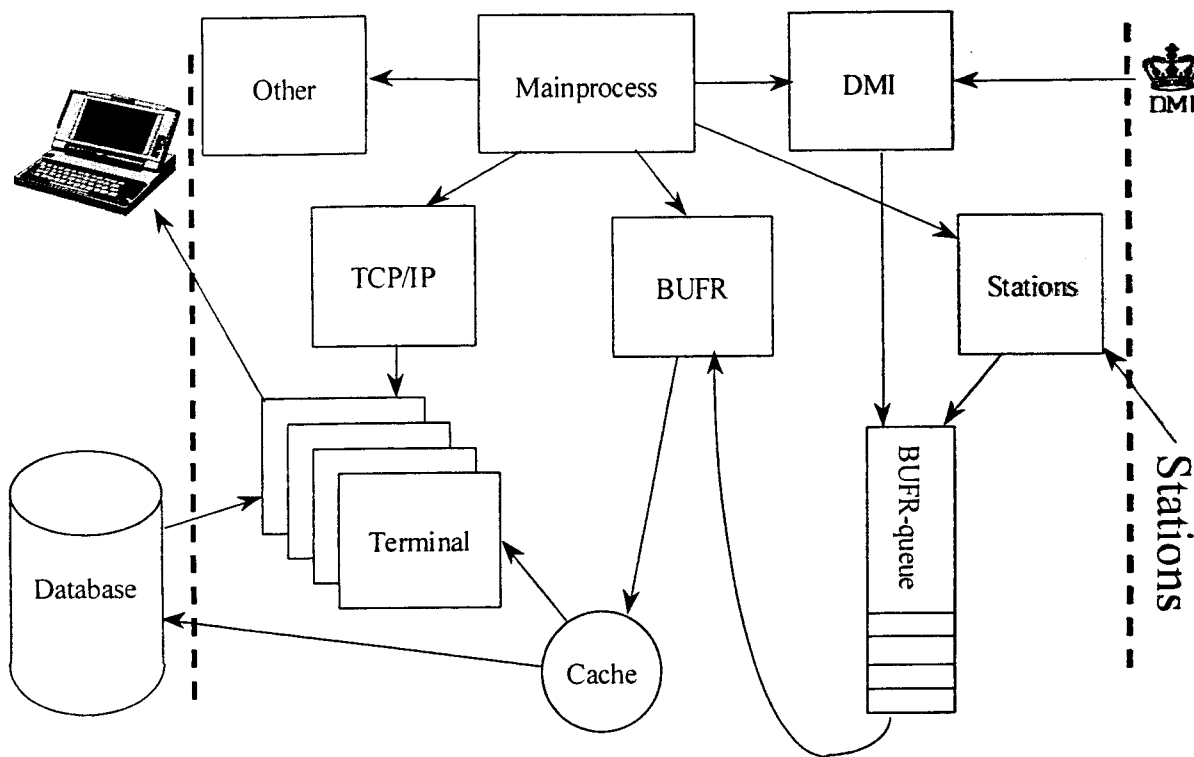 Other
Mainprocess
DMI
DMI
TCP/IP
BUFR
Stations
Terminal
BUFR-queue
Stations
Database
Cache